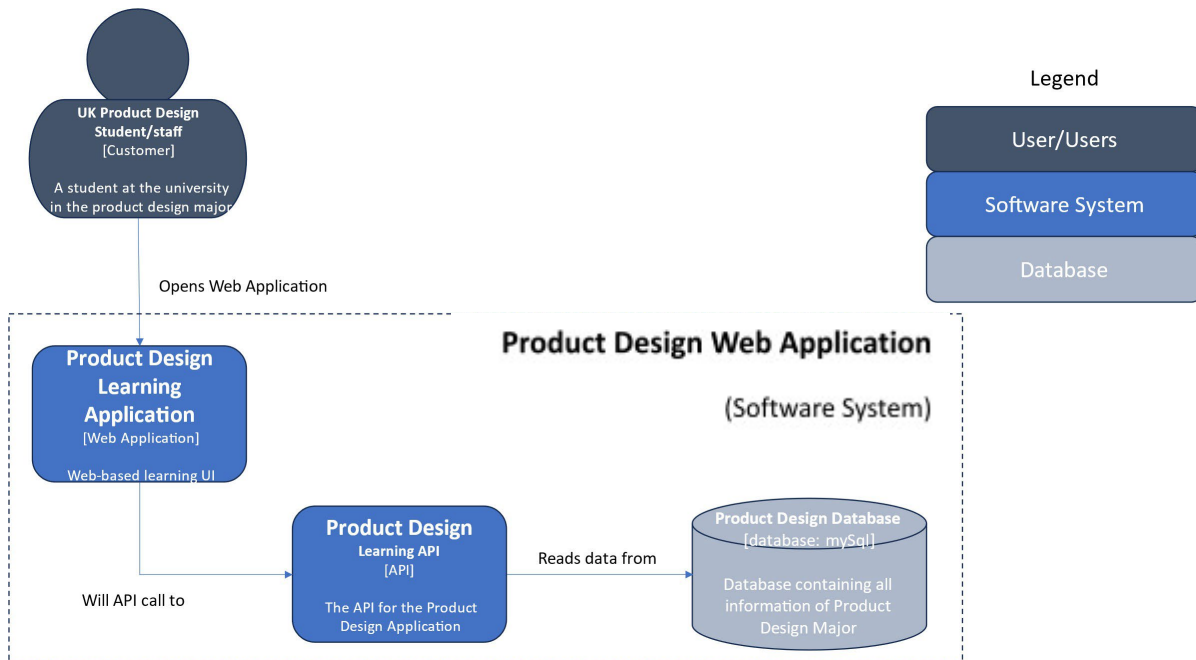 UK Product Design
Student/staff
[Customer]
A student at the university
in the product design major
Legend
User/Users
Software System
Database
Opens Web Application
Product Design Web Application
(Software System)
Product Design
Learning
Application
[Web Application]
Web-based learning UI
Will API call to
Product Design
Learning API
[API]
The API for the Product
Design Application
Reads data from
Product Design Database
[database: mySql]
Database containing all
information of Product
Design Major